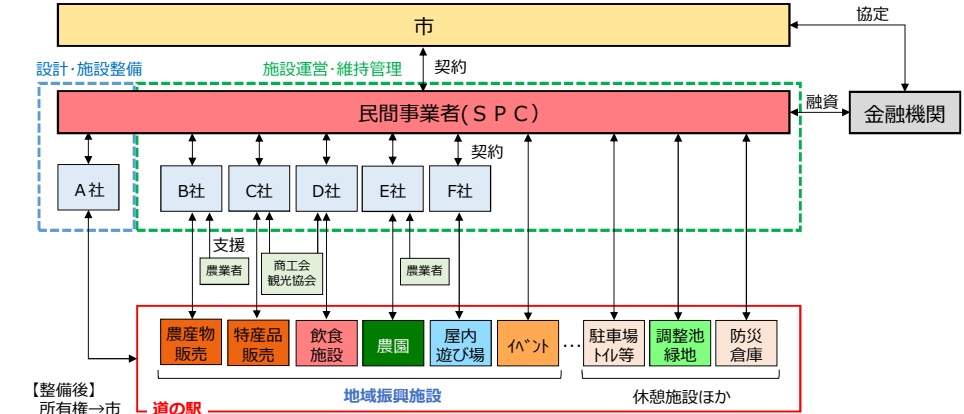 市
協定
契約
設計・施設整備
施設運営・維持管理
民間事業者(ＳＰＣ)
融資
金融機関
契約
A社
B社
C社
D社
E社
F社
支援
農業者
商工会
観光協会
農業者
農産物
販売
特産品
販売
飲食
施設
農園
屋内
遊び場
ｲﾍﾞﾝﾄ
…
駐車場
ﾄｲﾚ等
調整池
緑地
防災
倉庫
地域振興施設
休憩施設ほか
【整備後】
所有権→市
道の駅